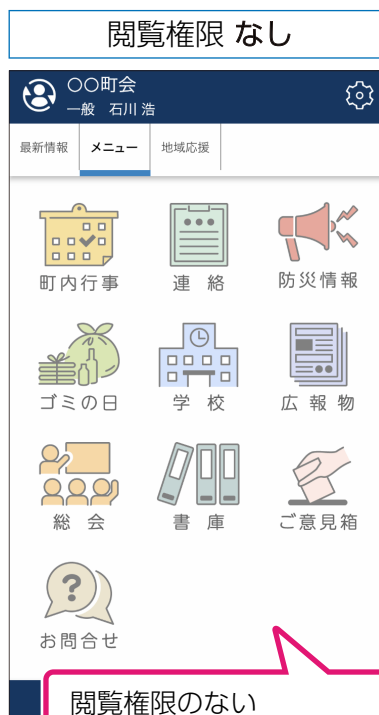 閲覧権限 なし
〇〇町会
一般 石川 浩
最新情報 メニュー 地域応援
町内行事 連 絡 防災情報
ゴミの日 学 校 広 報 物
総 会 書 庫 ご意見箱
?
お問合せ
閲覧権限のない